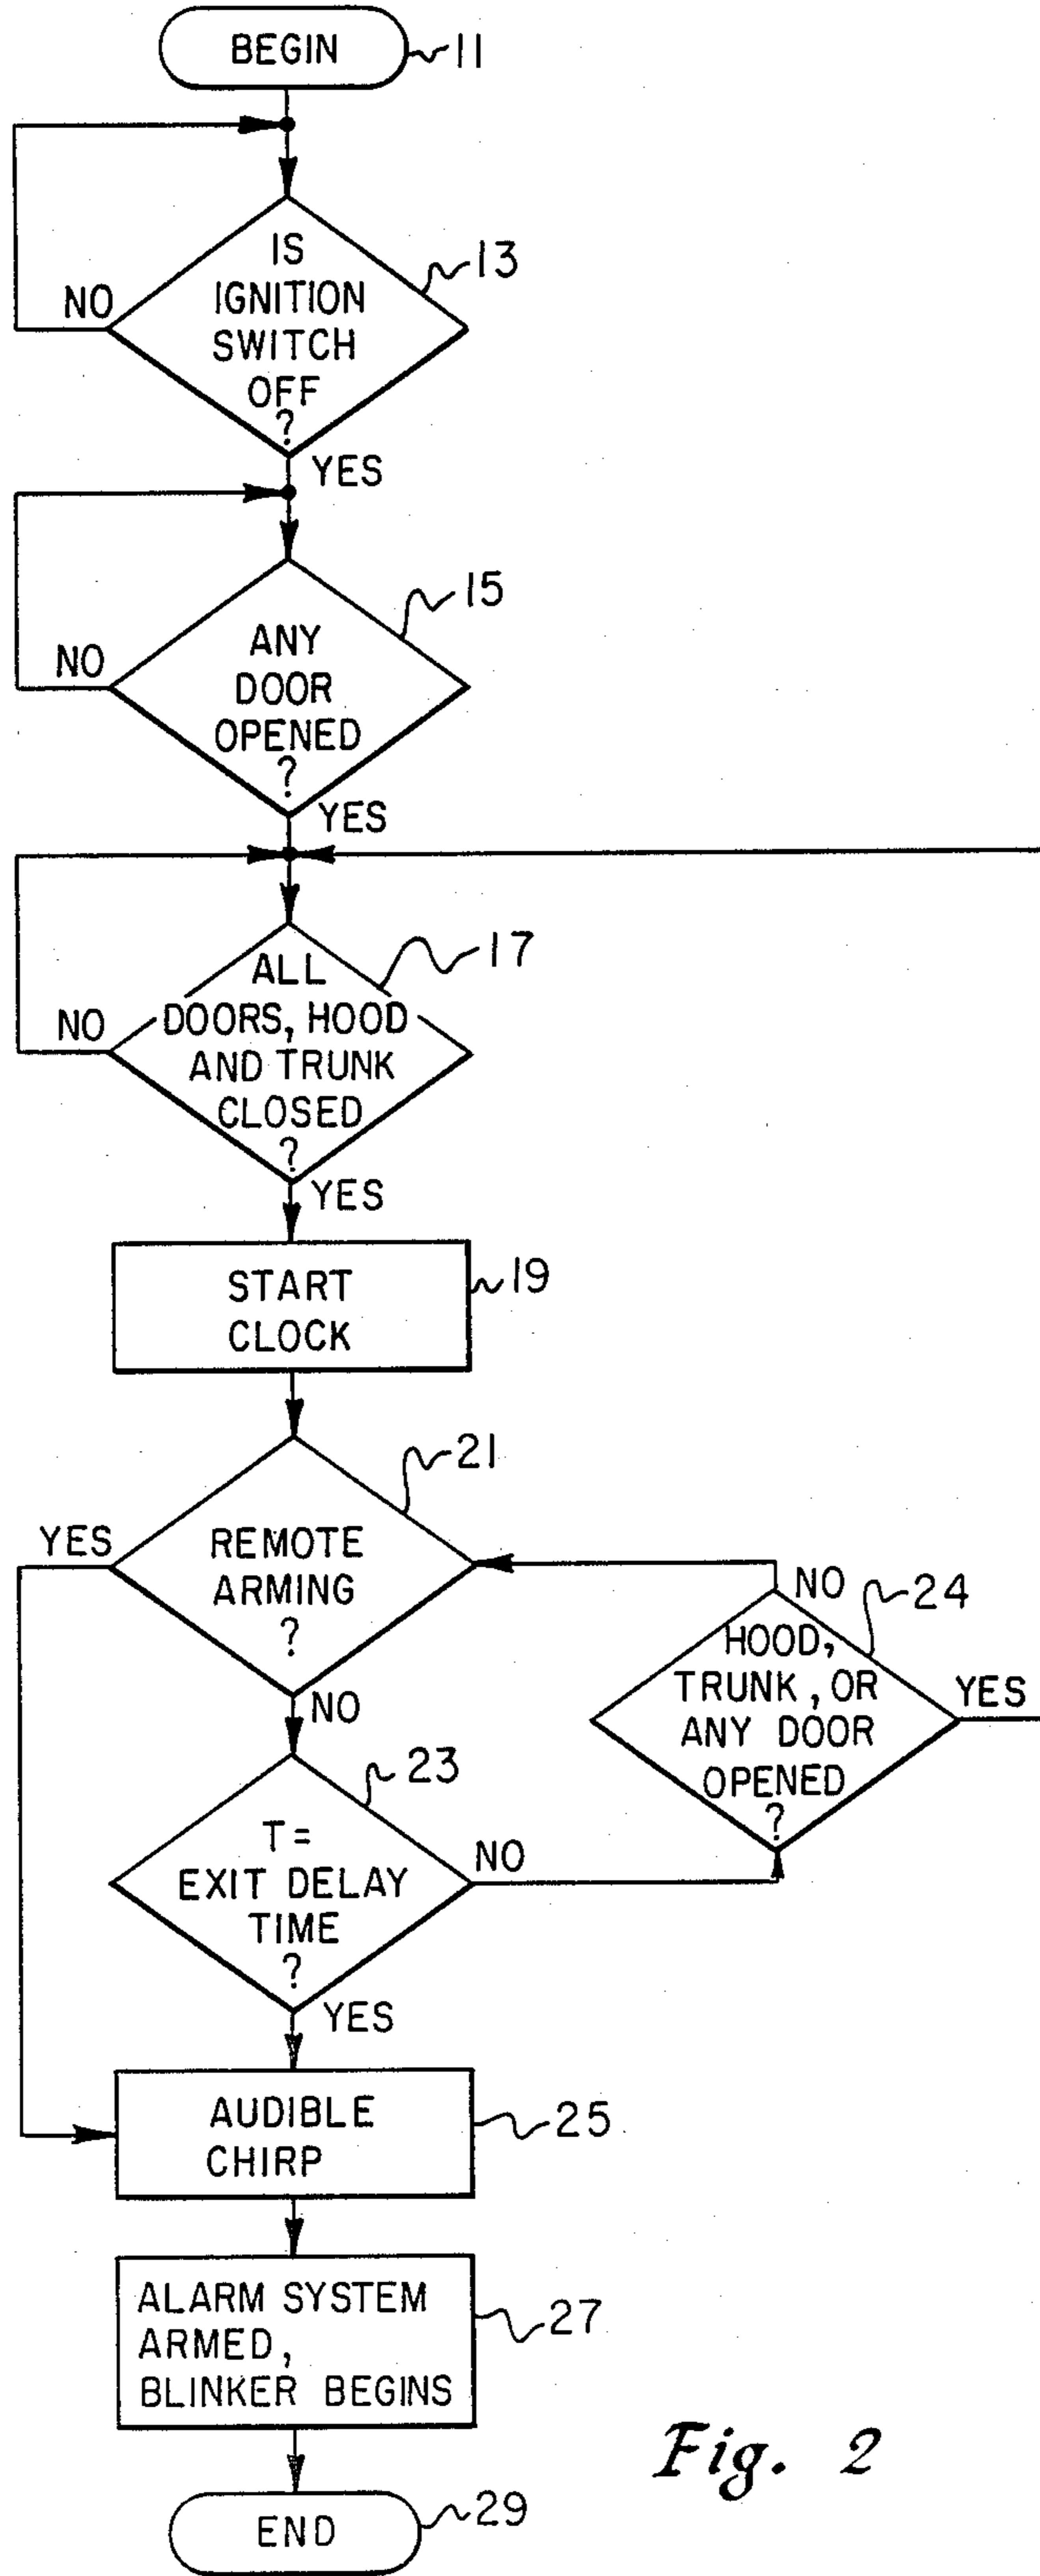 BEGIN
11
IS
IGNITION
SWITCH
OFF
?
13
NO
YES
15
ANY
DOOR
OPENED
?
NO
YES
17
ALL
DOORS, HOOD
AND TRUNK
CLOSED
?
NO
YES
START
CLOCK
19
21
YES
REMOTE
ARMING
?
NO
NO
24
HOOD,
TRUNK, OR
ANY DOOR
OPENED
?
YES
23
T=
EXIT DELAY
TIME
?
NO
YES
AUDIBLE
CHIRP
25
ALARM SYSTEM
ARMED,
BLINKER BEGINS
27
Fig. 2
END
29